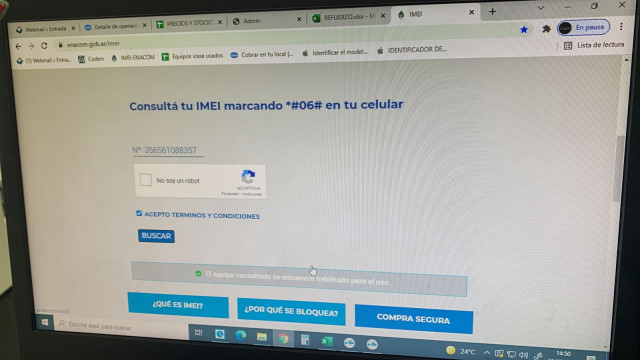 Webmail :: Entrada
Detalle de operació
PRECIOS Y STOCK
Admin
REFUERZO.xlsx - M
IMEI
enacom.gob.ar/imei
En pausa
(1) Webmail :: Entra...
Coders
IMEI-ENACOM
Equipos icase usados
Cobrar en tu local |...
Identificar el model...
IDENTIFICADOR DE...
Lista de lectura
Consultá tu IMEI marcando *#06# en tu celular
Nº 356561088357
No soy un robot
reCAPTCHA
Privacidad - Condiciones
ACEPTO TERMINOS Y CONDICIONES
BUSCAR
El equipo consultado se encuentra habilitado para el uso.
¿QUÉ ES IMEI?
¿POR QUÉ SE BLOQUEA?
COMPRA SEGURA
Escribe aquí para buscar
24°C
14:50